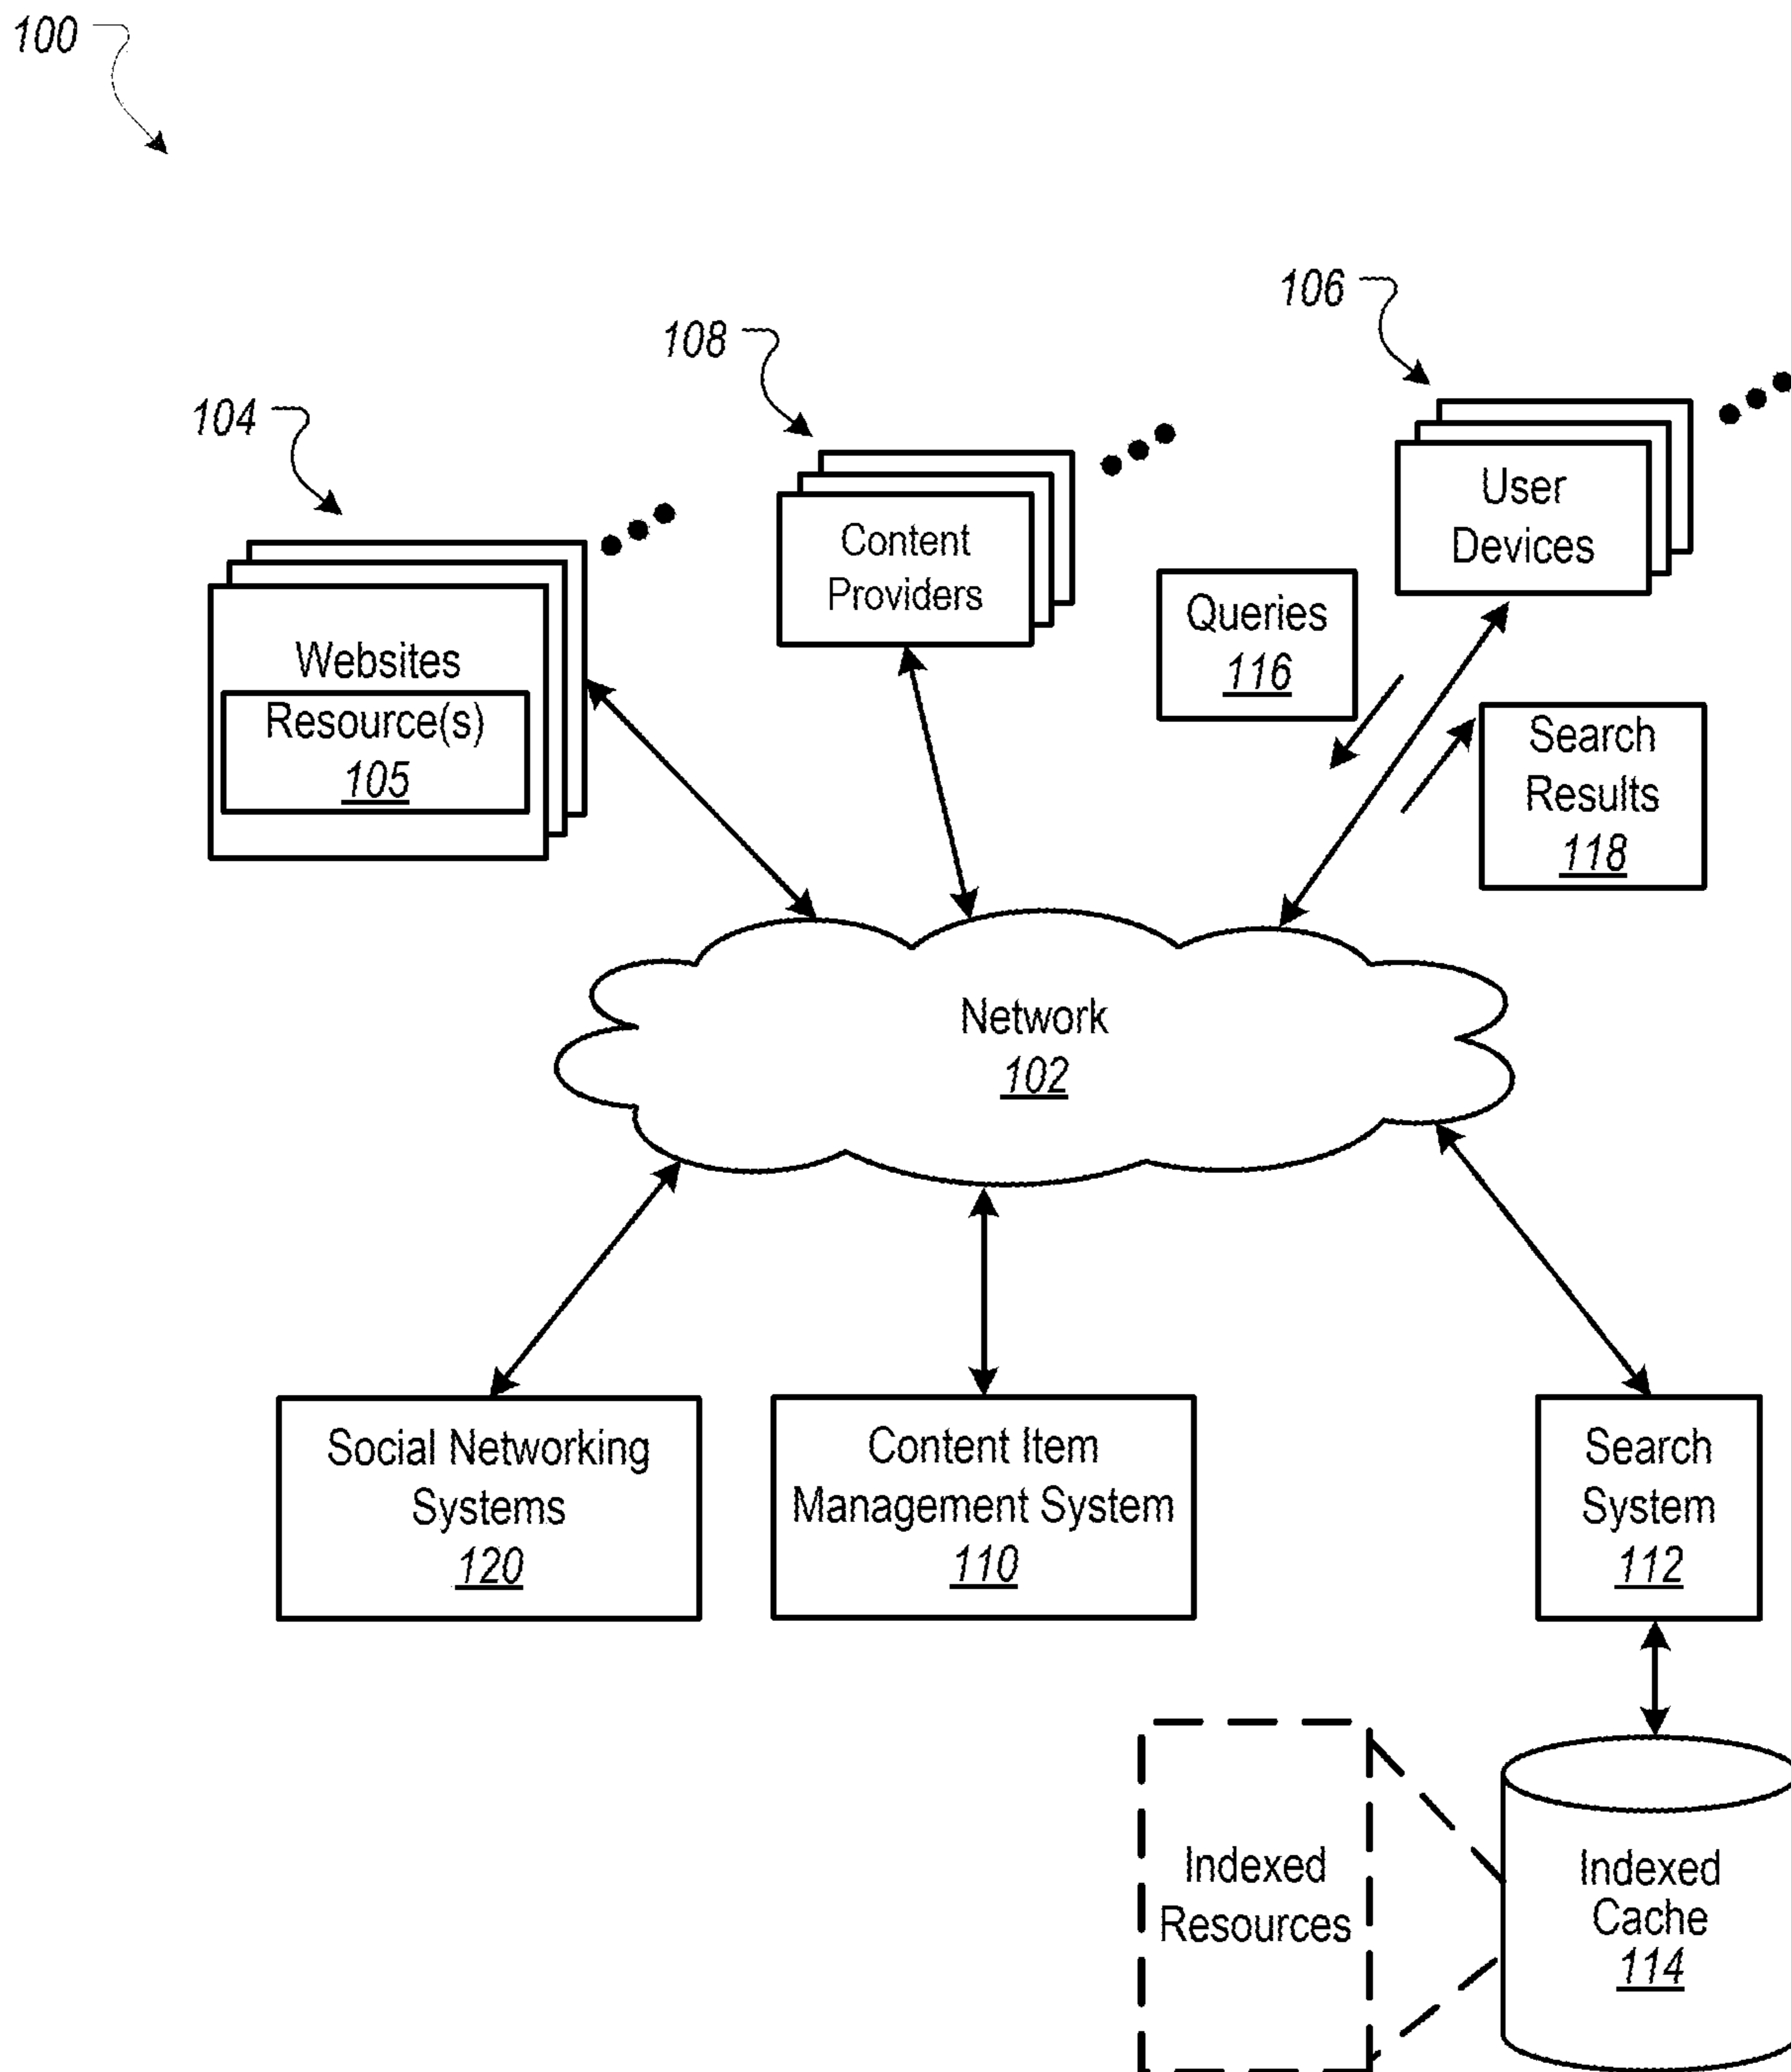 100
106
108
104
User
Devices
Content
Providers
Queries
116
Websites
Resource(s)
105
Search
Results
118
Network
102
Social Networking
Systems
120
Content Item
Management System
110
Search
System
112
Indexed
Resources
Indexed
Cache
114